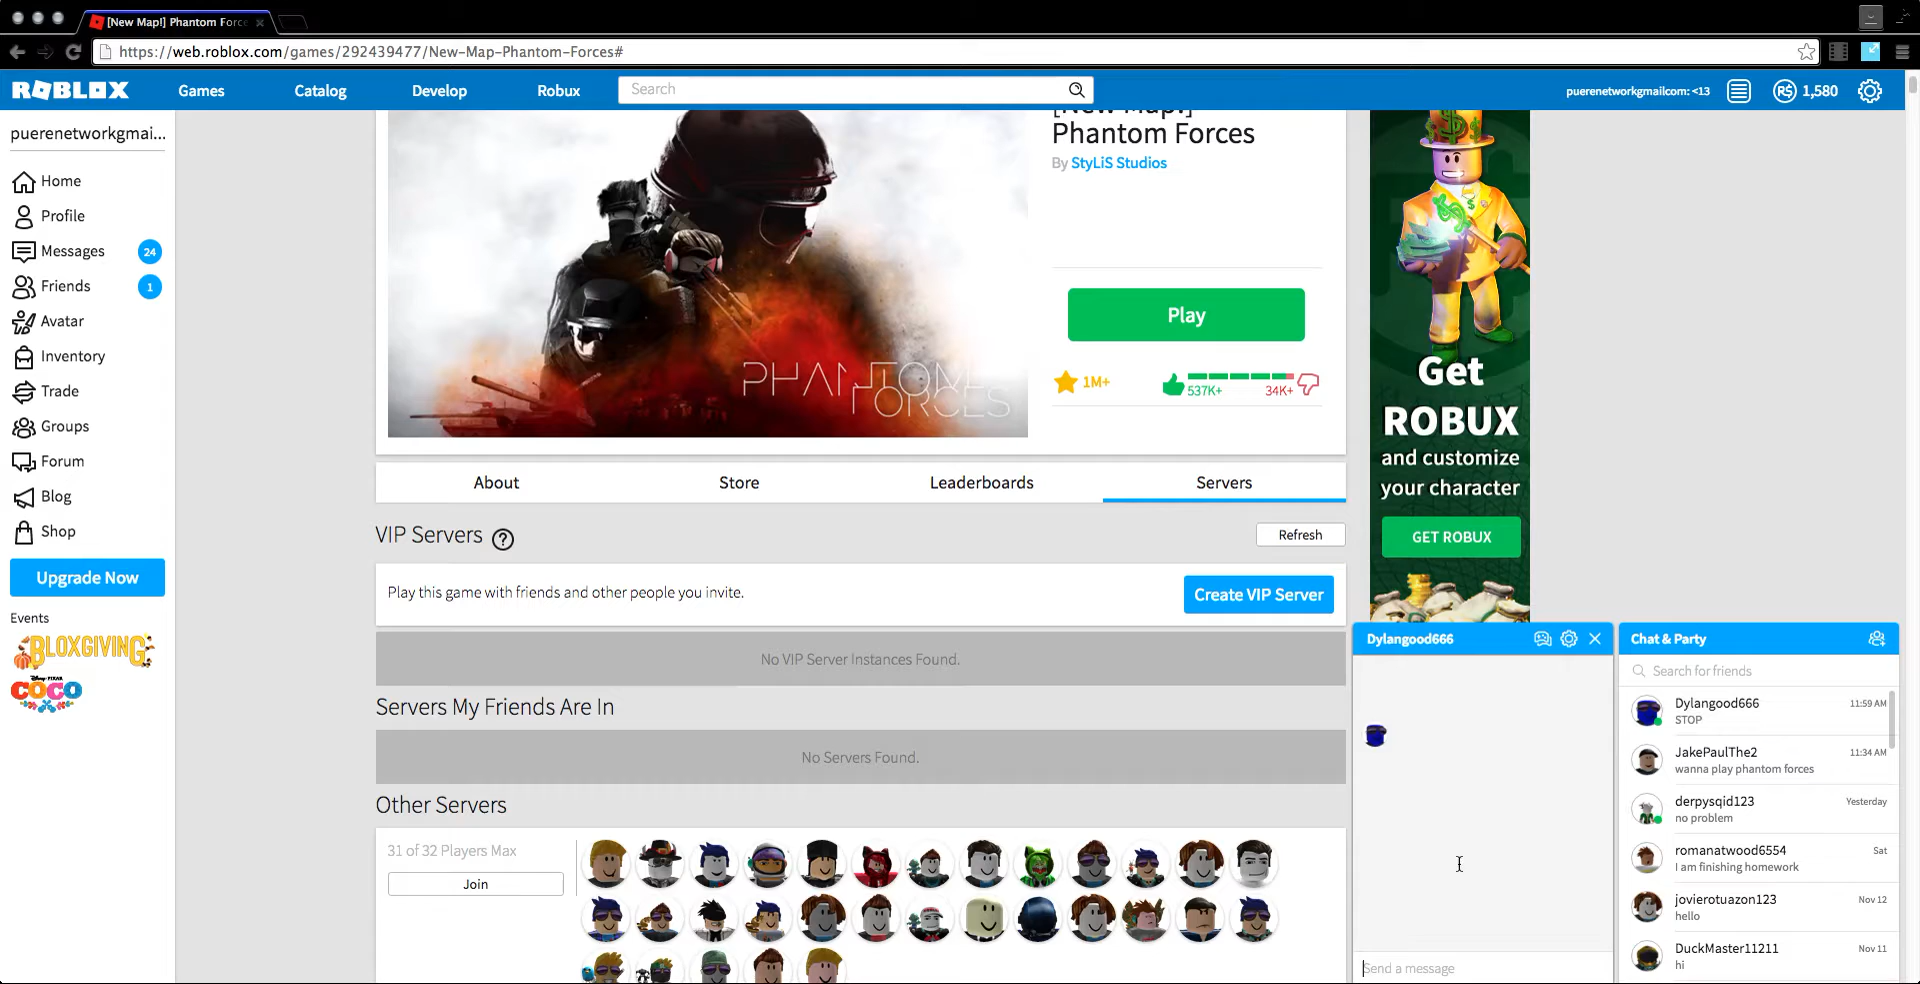 [New Map!] Phantom Forc
https://web.roblox.com/games/292439477/New-Map-Phantom-Forces#
ROBLOX
Games
Catalog
Develop
Robux
Search
puerenetworkgmailcom: <13
R$ 1,580
puerenetworkgmai...
Home
Profile
Messages
24
Friends
1
Avatar
Inventory
Trade
Groups
Forum
Blog
Shop
Upgrade Now
Events
BLOXGIVING
Disney PIXAR
COCO
[New Map!]
Phantom Forces
By StyLiS Studios
PHANTOM
FORCES
Play
1M+
537K+
34K+
About
Store
Leaderboards
Servers
VIP Servers ?
Refresh
Play this game with friends and other people you invite.
Create VIP Server
No VIP Server Instances Found.
Servers My Friends Are In
No Servers Found.
Other Servers
31 of 32 Players Max
Join
Get
ROBUX
and customize
your character
GET ROBUX
Dylangood666
Send a message
Chat & Party
Search for friends
Dylangood666
11:59 AM
STOP
JakePaulThe2
11:34 AM
wanna play phantom forces
derpysqid123
Yesterday
no problem
romanatwood6554
Sat
I am finishing homework
jovierotuazon123
Nov 12
hello
DuckMaster11211
Nov 11
hi